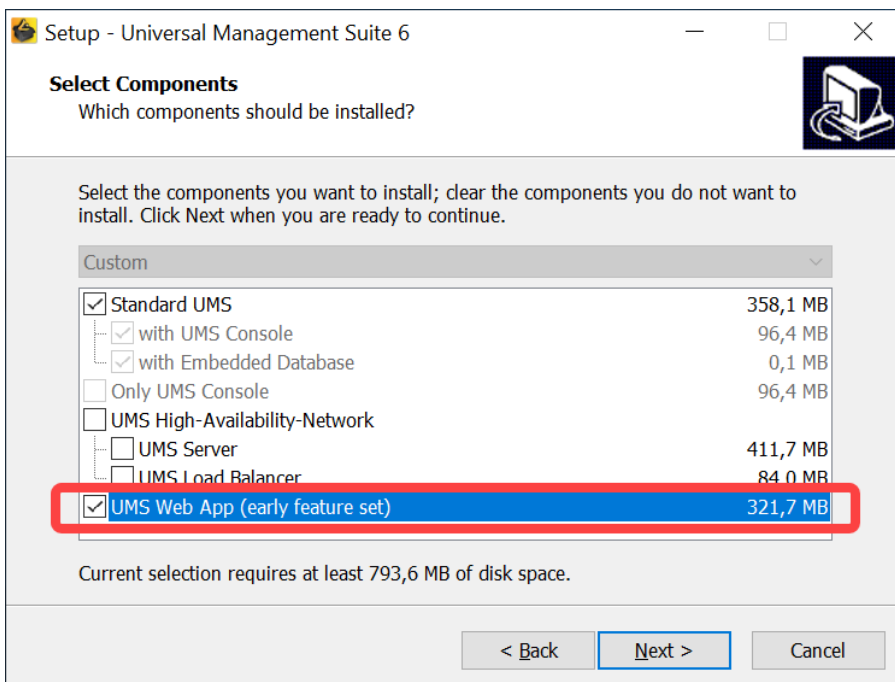 Setup - Universal Management Suite 6
Select Components
Which components should be installed?
Select the components you want to install; clear the components you do not want to
install. Click Next when you are ready to continue.
Custom
Standard UMS 358,1 MB
with UMS Console 96,4 MB
with Embedded Database 0,1 MB
Only UMS Console 96,4 MB
UMS High-Availability-Network
UMS Server 411,7 MB
UMS Load Balancer 84,0 MB
UMS Web App (early feature set) 321,7 MB
Current selection requires at least 793,6 MB of disk space.
< Back Next > Cancel